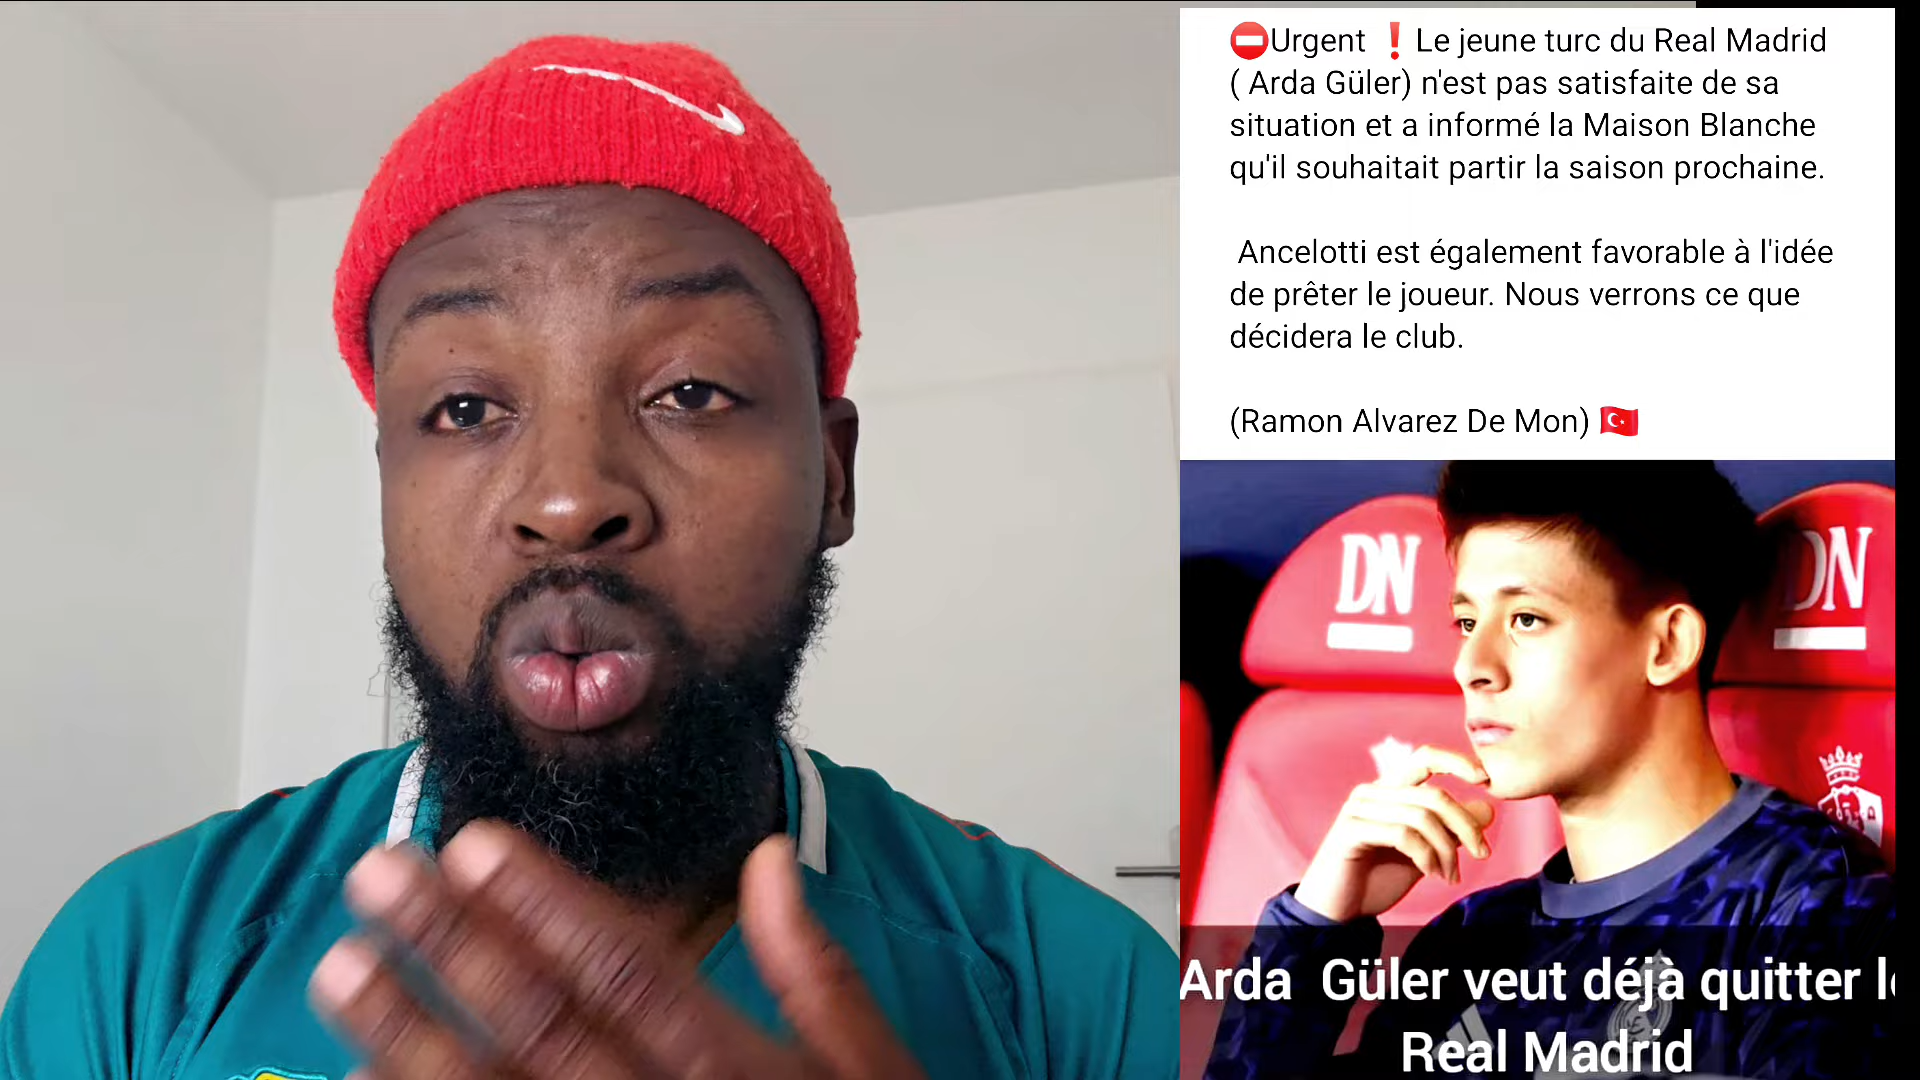 ⛔Urgent ❗Le jeune turc du Real Madrid
( Arda Güler) n'est pas satisfaite de sa
situation et a informé la Maison Blanche
qu'il souhaitait partir la saison prochaine.
Ancelotti est également favorable à l'idée
de prêter le joueur. Nous verrons ce que
décidera le club.
(Ramon Alvarez De Mon) 🇹🇷
DN
DN
Arda Güler veut déjà quitter
Real Madrid